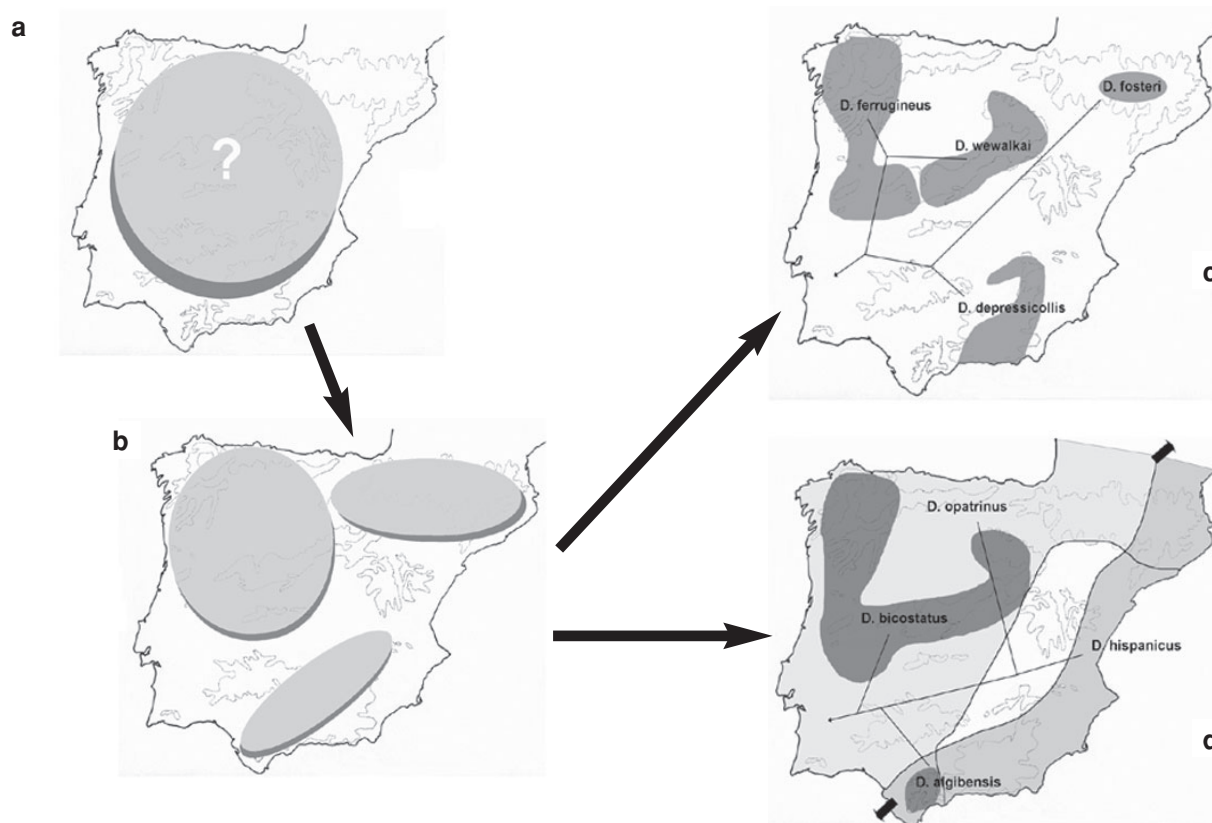 a
?
b
D. ferrugineus
D. fosteri
D. wewalkai
D. depressicollis
c
D. opatrinus
D. bicostatus
D. hispanicus
D. algibensis
d